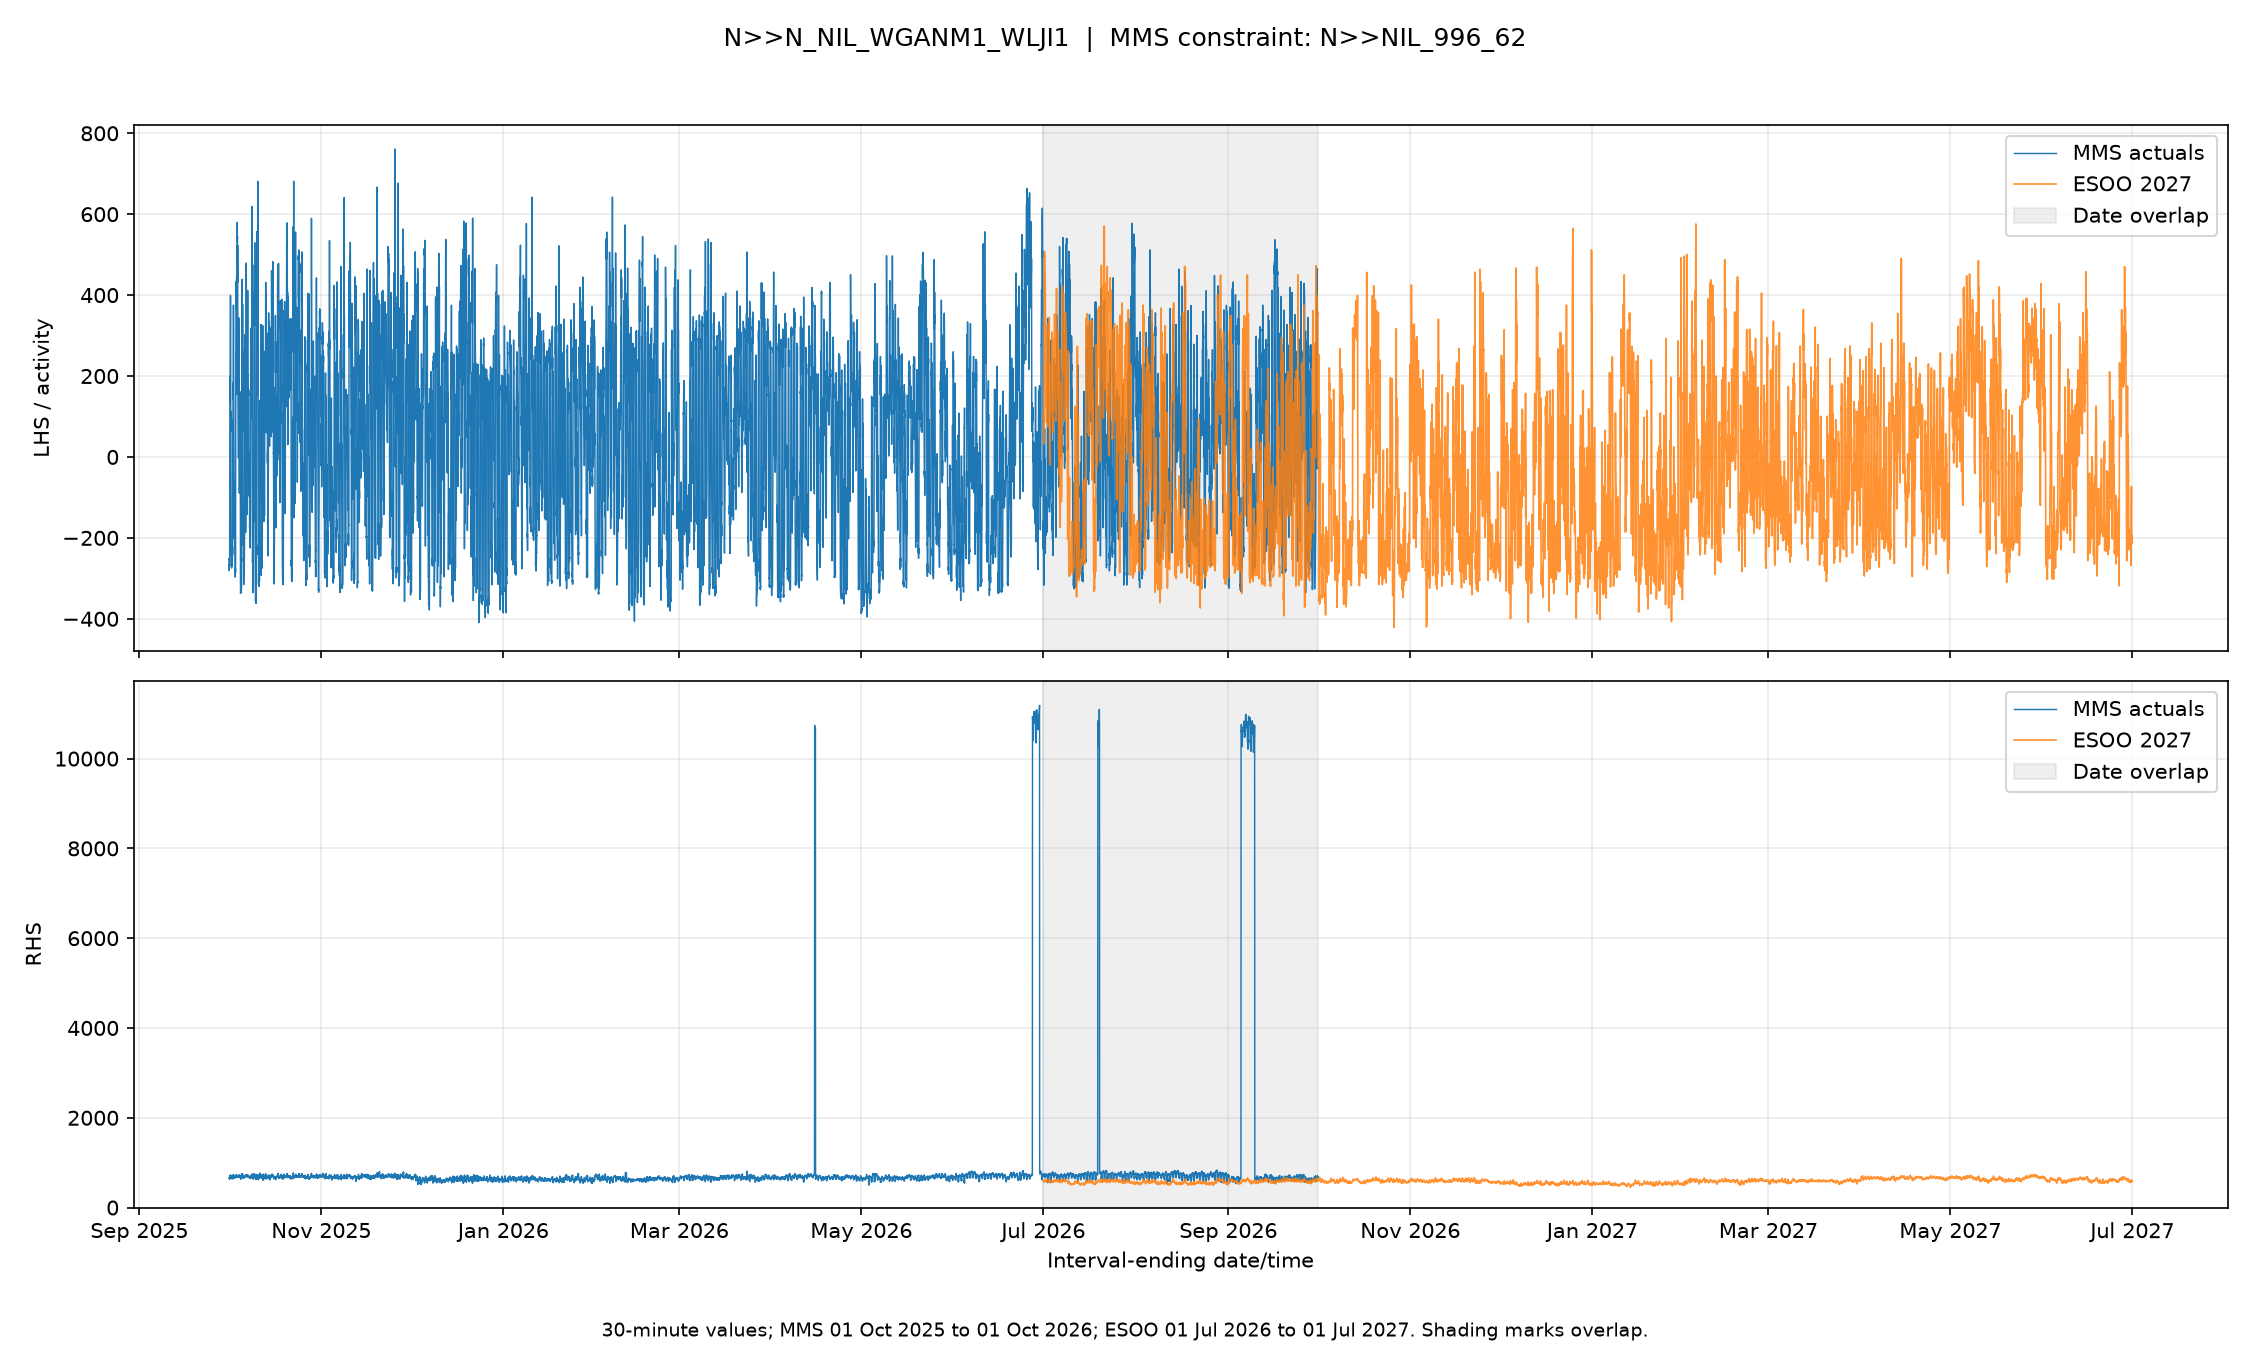 N>>N_NIL_WGANM1_WLJI1  |  MMS constraint: N>>NIL_996_62
800
600
400
200
0
−200
−400
LHS / activity
MMS actuals
ESOO 2027
Date overlap
10000
8000
6000
4000
2000
0
RHS
MMS actuals
ESOO 2027
Date overlap
Sep 2025 Nov 2025 Jan 2026 Mar 2026 May 2026 Jul 2026 Sep 2026 Nov 2026 Jan 2027 Mar 2027 May 2027 Jul 2027
Interval-ending date/time
30-minute values; MMS 01 Oct 2025 to 01 Oct 2026; ESOO 01 Jul 2026 to 01 Jul 2027. Shading marks overlap.